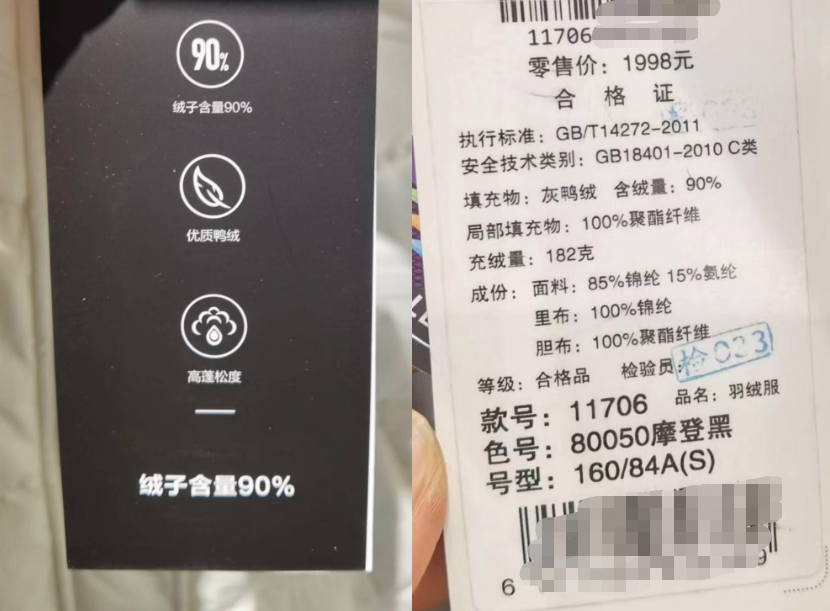 90%
绒子含量90%
优质鸭绒
高蓬松度
绒子含量90%
11706
零售价：1998元
合格证
执行标准：GB/T14272-2011
安全技术类别：GB18401-2010 C类
填充物：灰鸭绒 含绒量：90%
局部填充物：100%聚酯纤维
充绒量：182克
成份：面料：85%锦纶 15%氨纶
里布：100%锦纶
胆布：100%聚酯纤维
等级：合格品 检验员：检023
款号：11706 品名：羽绒服
色号：80050摩登黑
号型：160/84A(S)
6 9